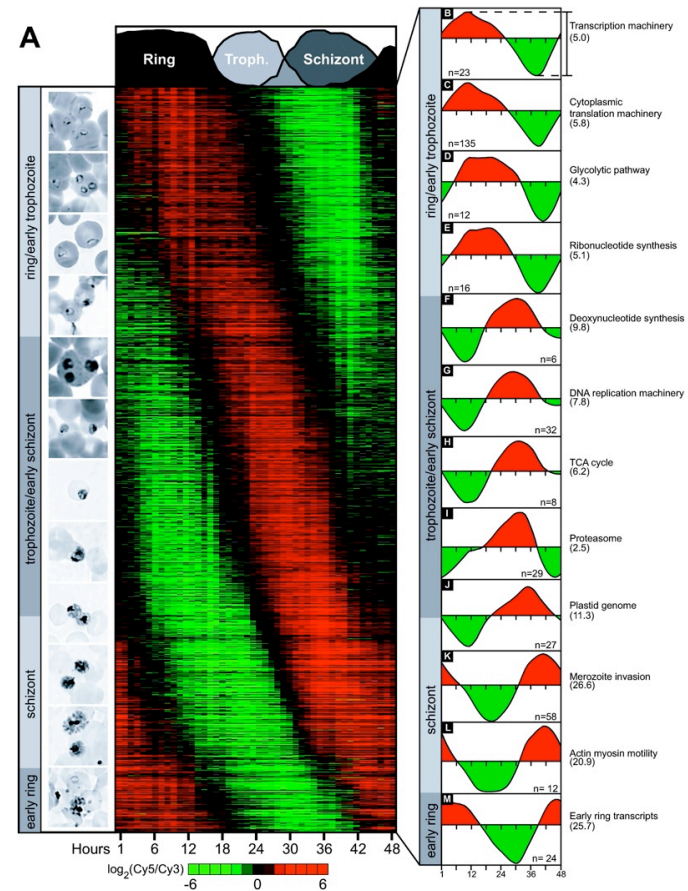 A
Ring
Troph.
Schizont
ring/early trophozoite
trophozoite/early schizont
schizont
early ring
Hours
1 6 12 18 24 30 36 42 48
log2(Cy5/Cy3)
-6 0 6
ring/early trophozoite
trophozoite/early schizont
schizont
early ring
B
n=23
Transcription machinery
(5.0)
C
n=135
Cytoplasmic
translation machinery
(5.8)
D
n=12
Glycolytic pathway
(4.3)
E
n=16
Ribonucleotide synthesis
(5.1)
F
n=6
Deoxynucleotide synthesis
(9.8)
G
n=32
DNA replication machinery
(7.8)
H
n=8
TCA cycle
(6.2)
I
n=29
Proteasome
(2.5)
J
n=27
Plastid genome
(11.3)
K
n=58
Merozoite invasion
(26.6)
L
n= 12
Actin myosin motility
(20.9)
M
n= 24
Early ring transcripts
(25.7)
1 12 24 36 48